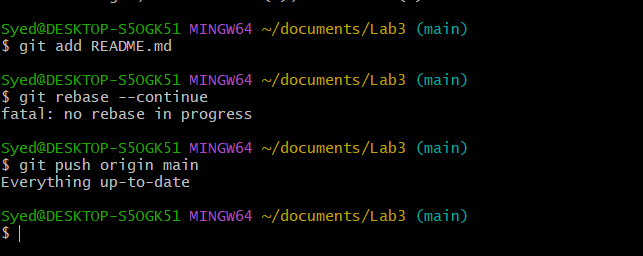 Syed@DESKTOP-S5OGK51 MINGW64 ~/documents/Lab3 (main)
$ git add README.md
Syed@DESKTOP-S5OGK51 MINGW64 ~/documents/Lab3 (main)
$ git rebase --continue
fatal: no rebase in progress
Syed@DESKTOP-S5OGK51 MINGW64 ~/documents/Lab3 (main)
$ git push origin main
Everything up-to-date
Syed@DESKTOP-S5OGK51 MINGW64 ~/documents/Lab3 (main)
$